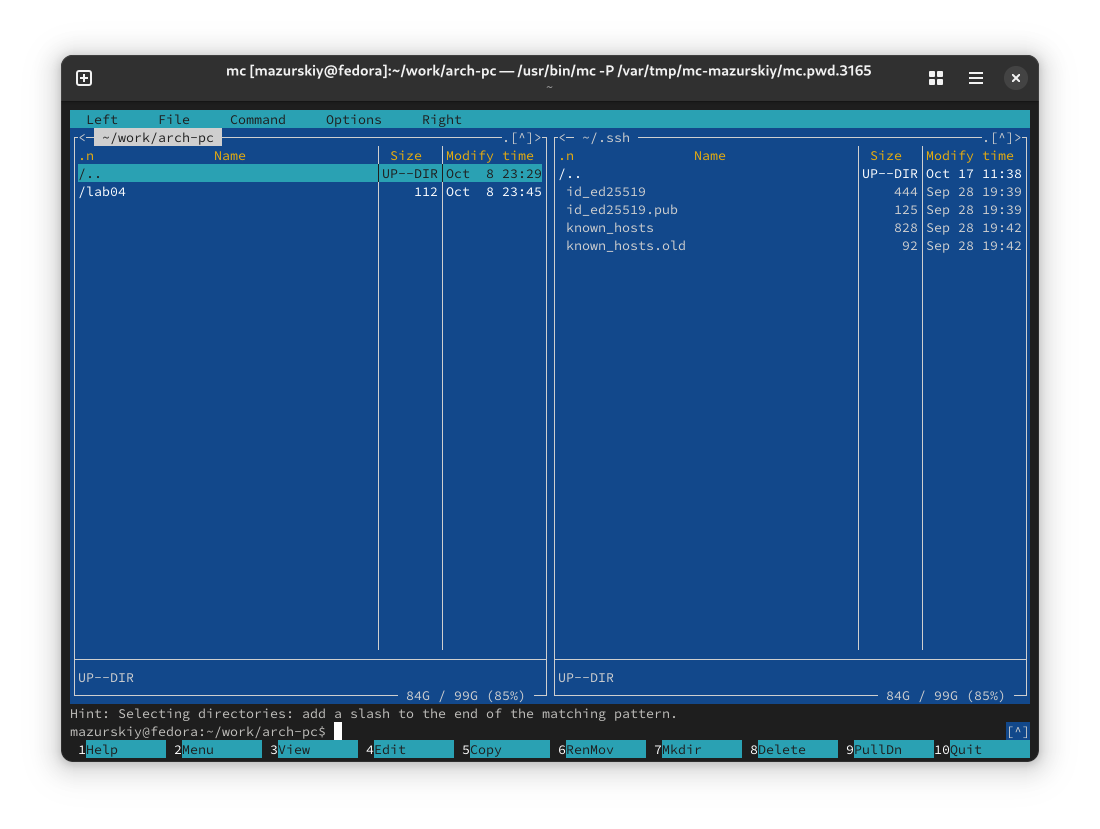 mc [mazurskiy@fedora]:~/work/arch-pc — /usr/bin/mc -P /var/tmp/mc-mazurskiy/mc.pwd.3165
~
Left File Command Options Right
<─ ~/work/arch-pc .[^]> <─ ~/.ssh .[^]>
.n Name Size Modify time .n Name Size Modify time
/.. UP--DIR Oct 8 23:29 /.. UP--DIR Oct 17 11:38
/lab04 112 Oct 8 23:45 id_ed25519 444 Sep 28 19:39
id_ed25519.pub 125 Sep 28 19:39
known_hosts 828 Sep 28 19:42
known_hosts.old 92 Sep 28 19:42
UP--DIR UP--DIR
84G / 99G (85%) 84G / 99G (85%)
Hint: Selecting directories: add a slash to the end of the matching pattern.
mazurskiy@fedora:~/work/arch-pc$ [^]
1Help 2Menu 3View 4Edit 5Copy 6RenMov 7Mkdir 8Delete 9PullDn 10Quit